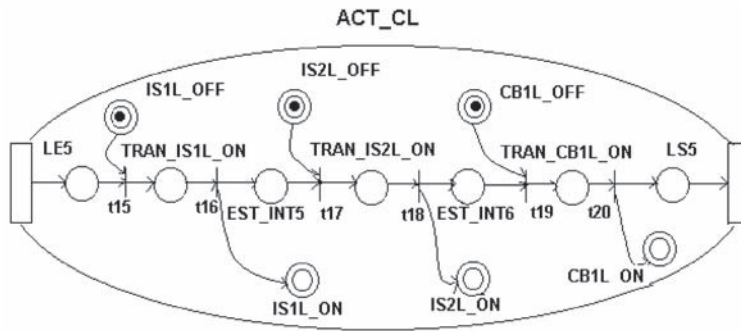 ACT_CL
IS1L_OFF
IS2L_OFF
CB1L_OFF
LE5
TRAN_IS1L_ON
TRAN_IS2L_ON
TRAN_CB1L_ON
LS5
t15
t16
EST_INT5
t17
t18
EST_INT6
t19
t20
IS1L_ON
IS2L_ON
CB1L_ON